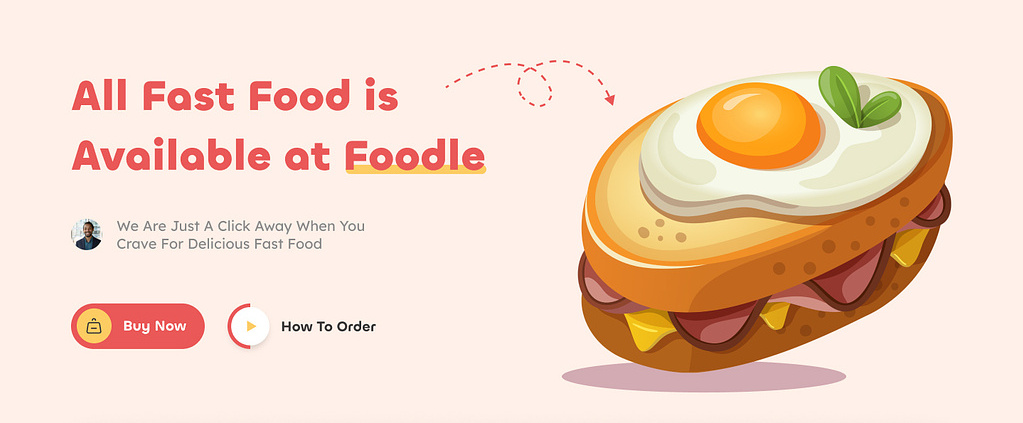 All Fast Food is
Available at Foodle
We Are Just A Click Away When You
Crave For Delicious Fast Food
Buy Now
How To Order